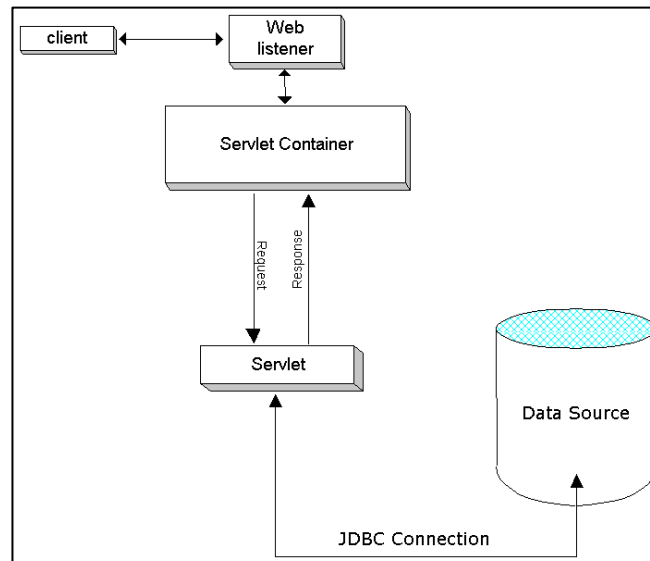 client
Web
listener
Servlet Container
Request
Response
Servlet
Data Source
JDBC Connection